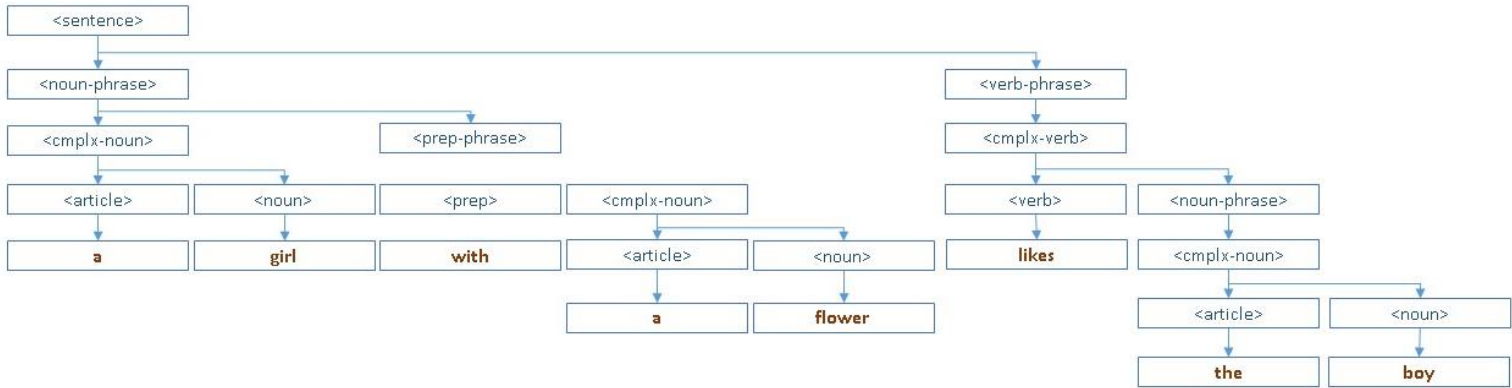 <sentence>
<noun-phrase> <verb-phrase>
<cmplx-noun> <prep-phrase> <cmplx-verb>
<article> <noun> <prep> <cmplx-noun> <verb> <noun-phrase>
a girl with <article> <noun> likes <cmplx-noun>
a flower <article> <noun>
the boy